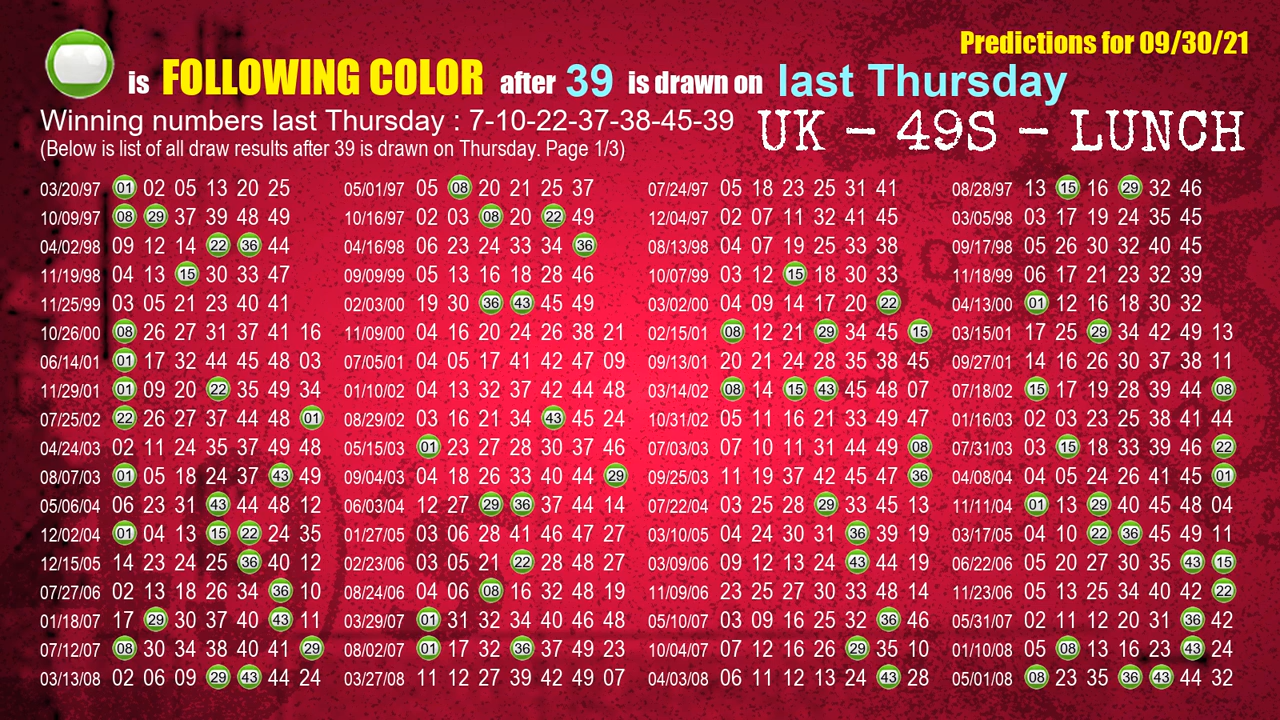 Predictions for 09/30/21
is FOLLOWING COLOR after 39 is drawn on last Thursday
Winning numbers last Thursday : 7-10-22-37-38-45-39
UK - 49S - LUNCH
(Below is list of all draw results after 39 is drawn on Thursday. Page 1/3)
03/20/97 01 02 05 13 20 25 05/01/97 05 08 20 21 25 37 07/24/97 05 18 23 25 31 41 08/28/97 13 15 16 29 32 46
10/09/97 08 29 37 39 48 49 10/16/97 02 03 08 20 22 49 12/04/97 02 07 11 32 41 45 03/05/98 03 17 19 24 35 45
04/02/98 09 12 14 22 36 44 04/16/98 06 23 24 33 34 36 08/13/98 04 07 19 25 33 38 09/17/98 05 26 30 32 40 45
11/19/98 04 13 15 30 33 47 09/09/99 05 13 16 18 28 46 10/07/99 03 12 15 18 30 33 11/18/99 06 17 21 23 32 39
11/25/99 03 05 21 23 40 41 02/03/00 19 30 36 43 45 49 03/02/00 04 09 14 17 20 22 04/13/00 01 12 16 18 30 32
10/26/00 08 26 27 31 37 41 16 11/09/00 04 16 20 24 26 38 21 02/15/01 08 12 21 29 34 45 15 03/15/01 17 25 29 34 42 49 13
06/14/01 01 17 32 44 45 48 03 07/05/01 04 05 17 41 42 47 09 09/13/01 20 21 24 28 35 38 45 09/27/01 14 16 26 30 37 38 11
11/29/01 01 09 20 22 35 49 34 01/10/02 04 13 32 37 42 44 48 03/14/02 08 14 15 43 45 48 07 07/18/02 15 17 19 28 39 44 08
07/25/02 22 26 27 37 44 48 01 08/29/02 03 16 21 34 43 45 24 10/31/02 05 11 16 21 33 49 47 01/16/03 02 03 23 25 38 41 44
04/24/03 02 11 24 35 37 49 48 05/15/03 01 23 27 28 30 37 46 07/03/03 07 10 11 31 44 49 08 07/31/03 03 15 18 33 39 46 22
08/07/03 01 05 18 24 37 43 49 09/04/03 04 18 26 33 40 44 29 09/25/03 11 19 37 42 45 47 36 04/08/04 04 05 24 26 41 45 01
05/06/04 06 23 31 43 44 48 12 06/03/04 12 27 29 36 37 44 14 07/22/04 03 25 28 29 33 45 13 11/11/04 01 13 29 40 45 48 04
12/02/04 01 04 13 15 22 24 35 01/27/05 03 06 28 41 46 47 27 03/10/05 04 24 30 31 36 39 19 03/17/05 04 10 22 36 45 49 11
12/15/05 14 23 24 25 36 40 12 02/23/06 03 05 21 22 28 48 27 03/09/06 09 12 13 24 43 44 19 06/22/06 05 20 27 30 35 43 15
07/27/06 02 13 18 26 34 36 10 08/24/06 04 08 16 32 48 19 11/09/06 23 25 27 30 33 48 14 11/23/06 05 13 25 34 40 42 22
01/18/07 17 29 30 37 40 43 11 03/29/07 01 31 32 34 40 46 48 05/10/07 03 09 16 25 32 36 46 05/31/07 02 11 12 20 31 36 42
07/12/07 08 30 34 38 40 41 29 08/02/07 01 17 32 36 37 49 23 10/04/07 07 12 16 26 29 35 10 01/10/08 05 08 13 16 23 43 24
03/13/08 02 06 09 29 43 44 24 03/27/08 11 12 27 39 42 49 07 04/03/08 06 11 12 13 24 43 28 05/01/08 08 23 35 36 43 44 32